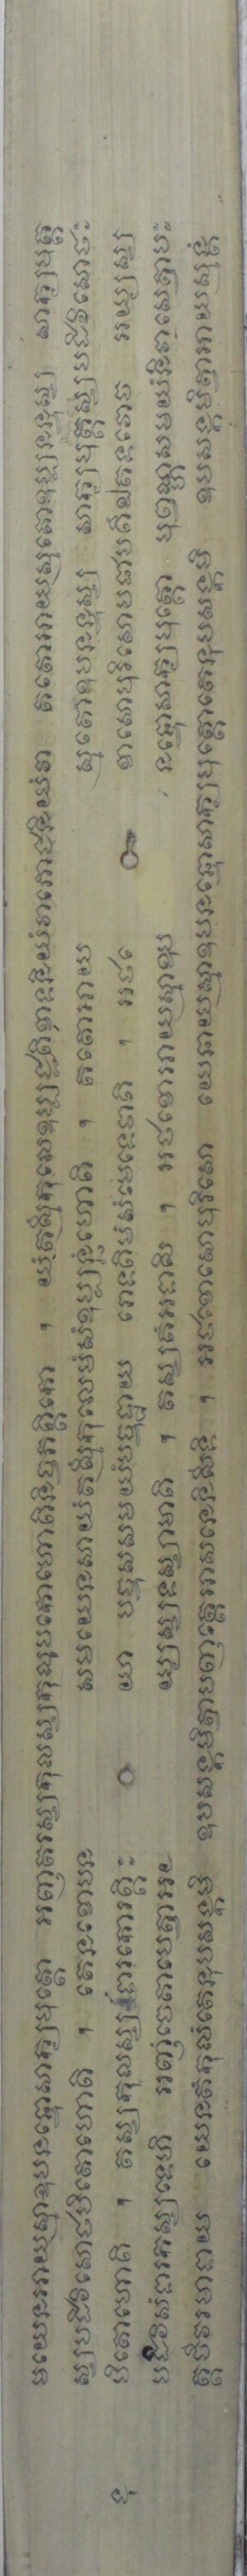 មយេនអាយស្មាឧបនន្ទោសាក្យបុត្តោ អញ្ញតរស្សកុលស្សកុលុបកោហោតិនិច្ចភត្តិកោ ។ យំតស្មឹកុលេឧប្បជ្ជតិខាទនិយំវាភោជនិយំវា តតោអាយស្មតោឧបនន្ទស្ស សាក្យបុត្ត
ស្សបដិវិសោថបិតោហោតិ ។ តេនខោបន សមយេនសាយំតស្មឹកុលេមំសំឧប្បន្នំហោតិ ។ តតោអាយ ស្មតោឧបនន្ទស្ស សាក្យបុត្តស្សបដិវិសោថះ
នុ បិតោហោតិ ។ តស្សកុលស្សទារកោរត្តិះ យា បច្ចុសសមយំបច្ចុដ្ឋាយ រោទតិមំសំមេទេថាតិ ។ អថខេ ខាសោបុរិសោបជាបតឹឯតទវោច អយ្យស្ស
បដិវិសំទារកស្សទេហិ អញ្ញំចេតាបេត្វាអយ យ្យស្សទស្សាមាតិ ។ តស្សតំអទាសិ ។ អថខោអាយស្មាឧប នន្ទោសាក្យបុត្តោ បុព្វណ្ហសមយំនិវាសេត្វាបះ
ត្តចីវរមាទាយ យេនតំកុលំតេនុបសង្កមិ ឧបសង្កមិត្វាបញ្ញត្តេអាសនេនិសីទិ ។ អថខោសោបុរិសោ យេនាយស្មាឧបនន្ទោសាក្យបុត្តោតេនុបសង្កមិ ឧបសង្កមិត្វាអាយស្មន្តំ